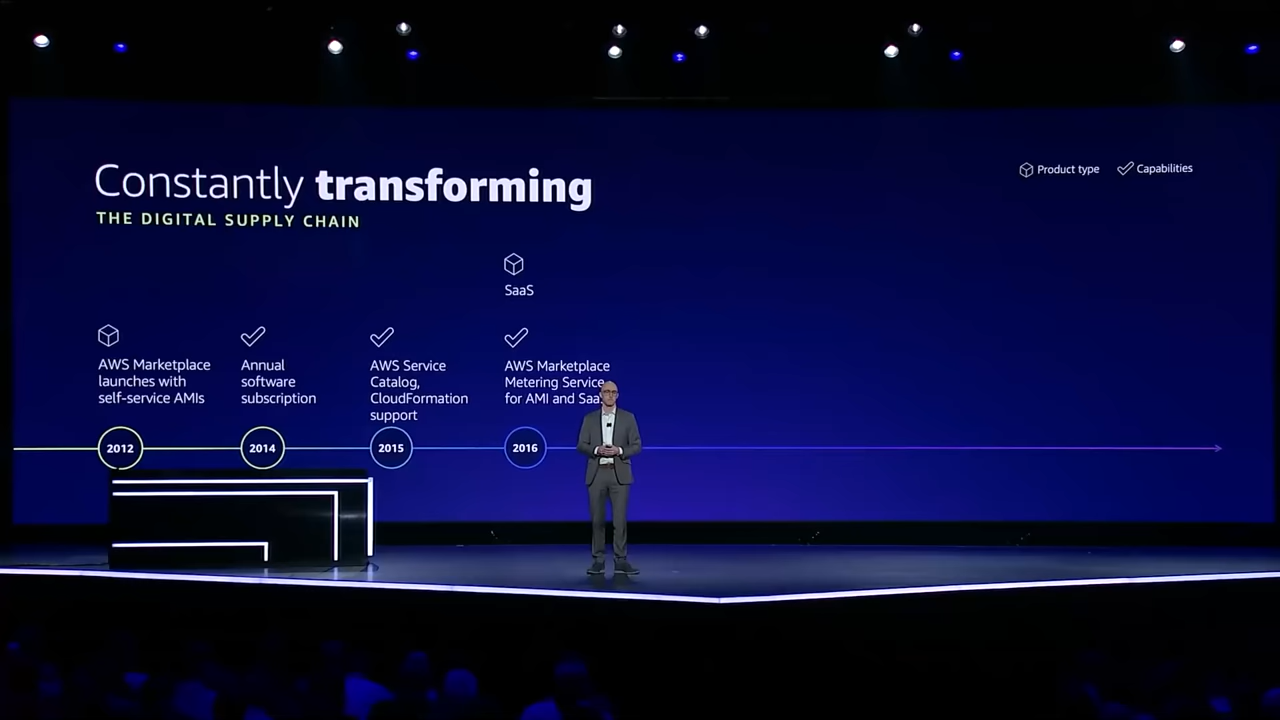 Constantly transforming
THE DIGITAL SUPPLY CHAIN
Product type
Capabilities
SaaS
AWS Marketplace
launches with
self-service AMIs
Annual
software
subscription
AWS Service
Catalog,
CloudFormation
support
AWS Marketplace
Metering Service
for AMI and Saa
2012
2014
2015
2016